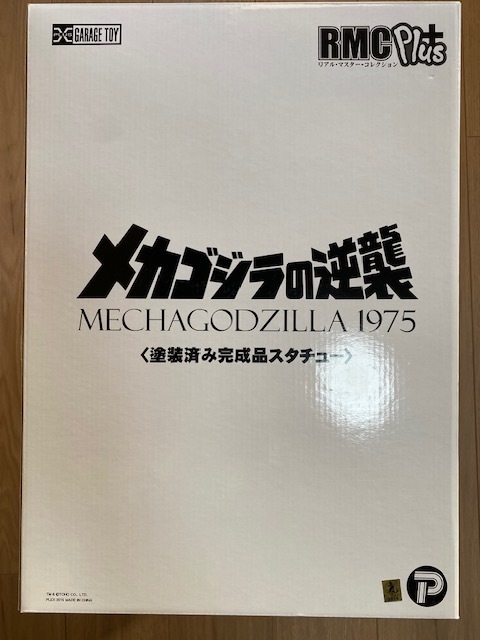 GARAGE TOY
RMC Plus
リアル・マスター・コレクション
メカゴジラの逆襲
MECHAGODZILLA 1975
〈塗装済み完成品スタチュー〉
TM & ©TOHO CO., LTD.
MADE IN CHINA